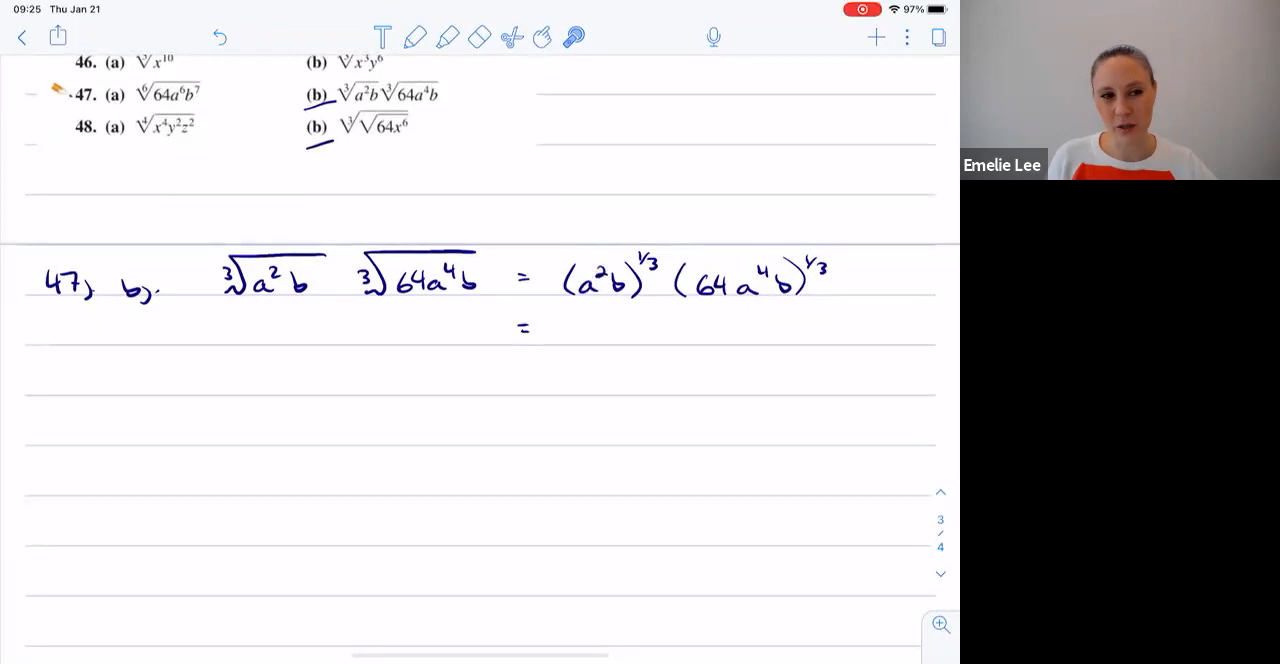 09:25 Thu Jan 21 97%
46. (a) ∛x¹⁰ (b) ∛x³y⁶
47. (a) ⁶√64a⁶b⁷ (b) ∛a²b ∛64a⁴b
48. (a) ⁴√x⁴y²z² (b) ∛√64x⁶
Emelie Lee
47) b). ∛a²b ∛64a⁴b = (a²b)^1/3 (64a⁴b)^1/3
=
3
/
4